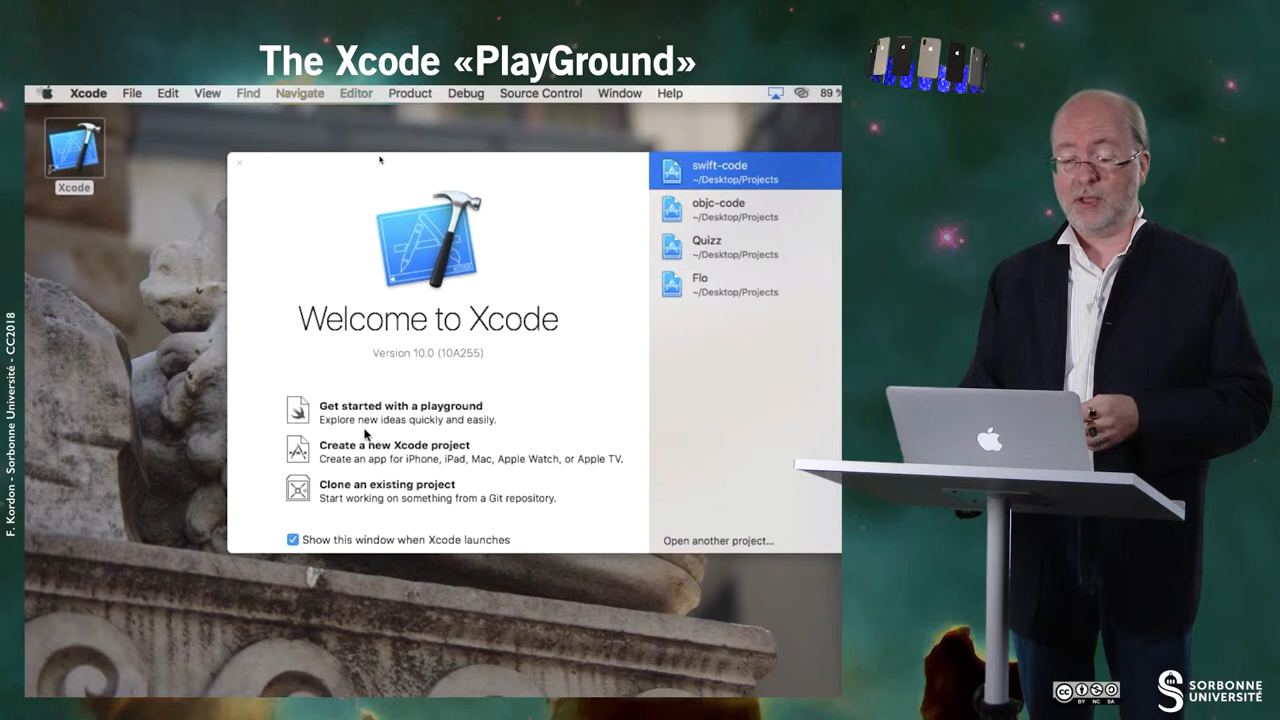 The Xcode «PlayGround»
Xcode File Edit View Find Navigate Editor Product Debug Source Control Window Help 89 %
Xcode
Welcome to Xcode
Version 10.0 (10A255)
Get started with a playground
Explore new ideas quickly and easily.
Create a new Xcode project
Create an app for iPhone, iPad, Mac, Apple Watch, or Apple TV.
Clone an existing project
Start working on something from a Git repository.
Show this window when Xcode launches
swift-code
~/Desktop/Projects
objc-code
~/Desktop/Projects
Quizz
~/Desktop/Projects
Flo
~/Desktop/Projects
Open another project...
F. Kordon - Sorbonne Université - CC2018
CC BY NC SA
SORBONNE
UNIVERSITÉ